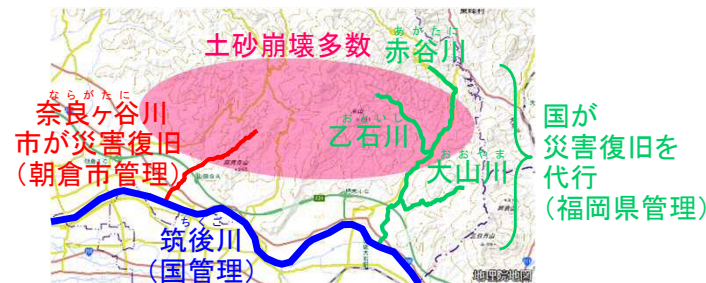 土砂崩壊多数
あかたに
赤谷川
ならがたに
奈良ヶ谷川
市が災害復旧
（朝倉市管理）
おといし
乙石川
おおやま
大山川
国が
災害復旧を
代行
（福岡県管理）
ちくご
筑後川
（国管理）
地理院地図